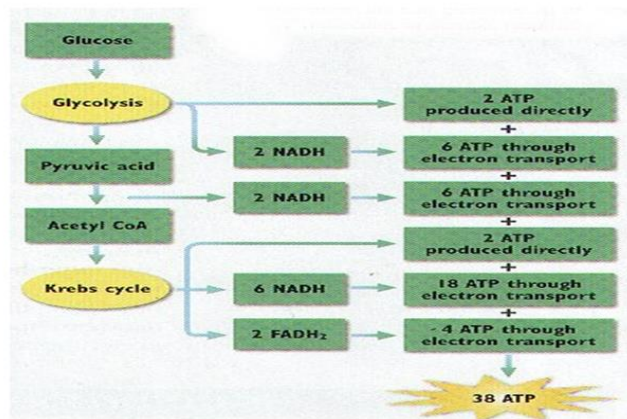 Glucose
Glycolysis
2 ATP
produced directly
+
2 NADH
6 ATP through
electron transport
Pyruvic acid
+
2 NADH
6 ATP through
electron transport
Acetyl CoA
+
2 ATP
produced directly
+
Krebs cycle
6 NADH
18 ATP through
electron transport
+
2 FADH₂
- 4 ATP through
electron transport
38 ATP